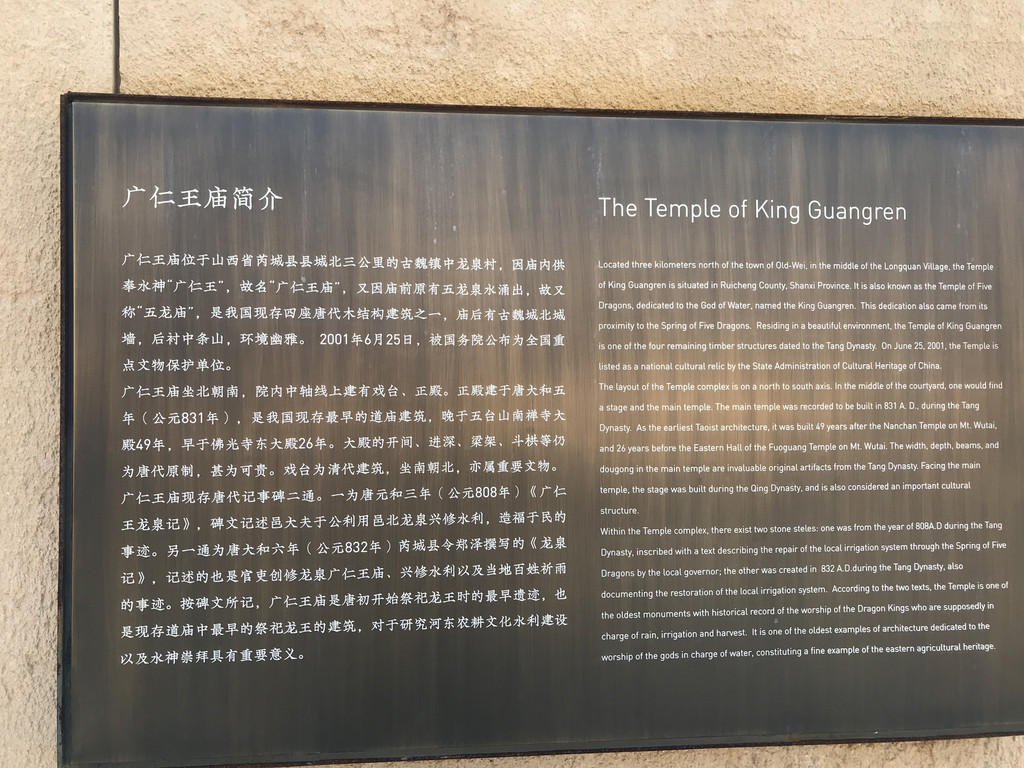 广仁王庙简介
广仁王庙位于山西省芮城县县城北三公里的古魏镇中龙泉村，因庙内供
奉水神“广仁王”，故名“广仁王庙”，又因庙前原有五龙泉水涌出，故又
称“五龙庙”，是我国现存四座唐代木结构建筑之一，庙后有古魏城北城
墙，后衬中条山，环境幽雅。 2001年6月25日，被国务院公布为全国重
点文物保护单位。
广仁王庙坐北朝南，院内中轴线上建有戏台、正殿。正殿建于唐大和五
年（公元831年），是我国现存最早的道庙建筑，晚于五台山南禅寺大
殿49年，早于佛光寺东大殿26年。大殿的开间、进深、梁架、斗栱等仍
为唐代原制，甚为可贵。戏台为清代建筑，坐南朝北，亦属重要文物。
广仁王庙现存唐代记事碑二通。一为唐元和三年（公元808年）《广仁
王龙泉记》，碑文记述邑大夫于公利用邑北龙泉兴修水利，造福于民的
事迹。另一通为唐大和六年（公元832年）芮城县令郑泽撰写的《龙泉
记》，记述的也是官吏创修龙泉广仁王庙、兴修水利以及当地百姓祈雨
的事迹。按碑文所记，广仁王庙是唐初开始祭祀龙王时的最早遗迹，也
是现存道庙中最早的祭祀龙王的建筑，对于研究河东农耕文化水利建设
以及水神崇拜具有重要意义。
The Temple of King Guangren
Located three kilometers north of the town of Old-Wei, in the middle of the Longquan Village, the Temple
of King Guangren is situated in Ruicheng County, Shanxi Province. It is also known as the Temple of Five
Dragons, dedicated to the God of Water, named the King Guangren. This dedication also came from its
proximity to the Spring of Five Dragons. Residing in a beautiful environment, the Temple of King Guangren
is one of the four remaining timber structures dated to the Tang Dynasty. On June 25, 2001, the Temple is
listed as a national cultural relic by the State Administration of Cultural Heritage of China.
The layout of the Temple complex is on a north to south axis. In the middle of the courtyard, one would find
a stage and the main temple. The main temple was recorded to be built in 831 A. D., during the Tang
Dynasty. As the earliest Taoist architecture, it was built 49 years after the Nanchan Temple on Mt. Wutai,
and 26 years before the Eastern Hall of the Fuoguang Temple on Mt. Wutai. The width, depth, beams, and
dougong in the main temple are invaluable original artifacts from the Tang Dynasty. Facing the main
temple, the stage was built during the Qing Dynasty, and is also considered an important cultural
structure.
Within the Temple complex, there exist two stone steles: one was from the year of 808A.D during the Tang
Dynasty, inscribed with a text describing the repair of the local irrigation system through the Spring of Five
Dragons by the local governor; the other was created in 832 A.D.during the Tang Dynasty, also
documenting the restoration of the local irrigation system. According to the two texts, the Temple is one of
the oldest monuments with historical record of the worship of the Dragon Kings who are supposedly in
charge of rain, irrigation and harvest. It is one of the oldest examples of architecture dedicated to the
worship of the gods in charge of water, constituting a fine example of the eastern agricultural heritage.